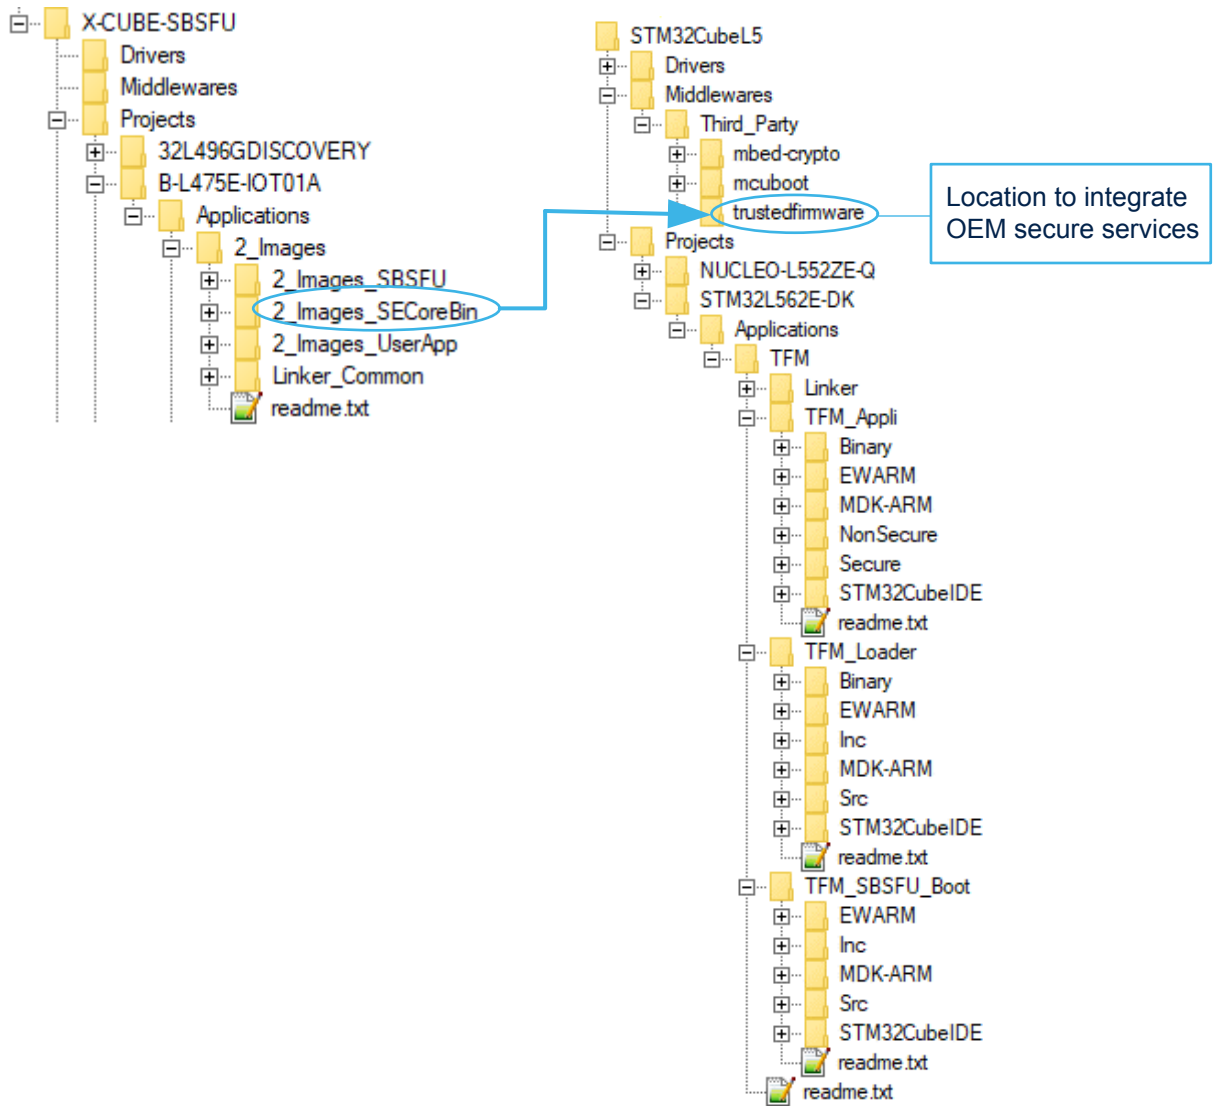 X-CUBE-SBSFU
Drivers
Middlewares
Projects
32L496GDISCOVERY
B-L475E-IOT01A
Applications
2_Images
2_Images_SBSFU
2_Images_SECoreBin
2_Images_UserApp
Linker_Common
readme.txt
STM32CubeL5
Drivers
Middlewares
Third_Party
mbed-crypto
mcuboot
trustedfirmware
Projects
NUCLEO-L552ZE-Q
STM32L562E-DK
Applications
TFM
Linker
TFM_Appli
Binary
EWARM
MDK-ARM
NonSecure
Secure
STM32CubeIDE
readme.txt
TFM_Loader
Binary
EWARM
Inc
MDK-ARM
Src
STM32CubeIDE
readme.txt
TFM_SBSFU_Boot
EWARM
Inc
MDK-ARM
Src
STM32CubeIDE
readme.txt
readme.txt
Location to integrate
OEM secure services